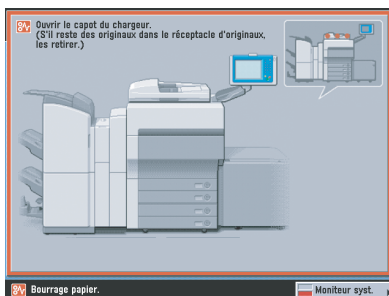 Ouvrir le capot du chargeur.
(S'il reste des originaux dans le réceptacle d'originaux,
les retirer.)
Bourrage papier.
Moniteur syst.